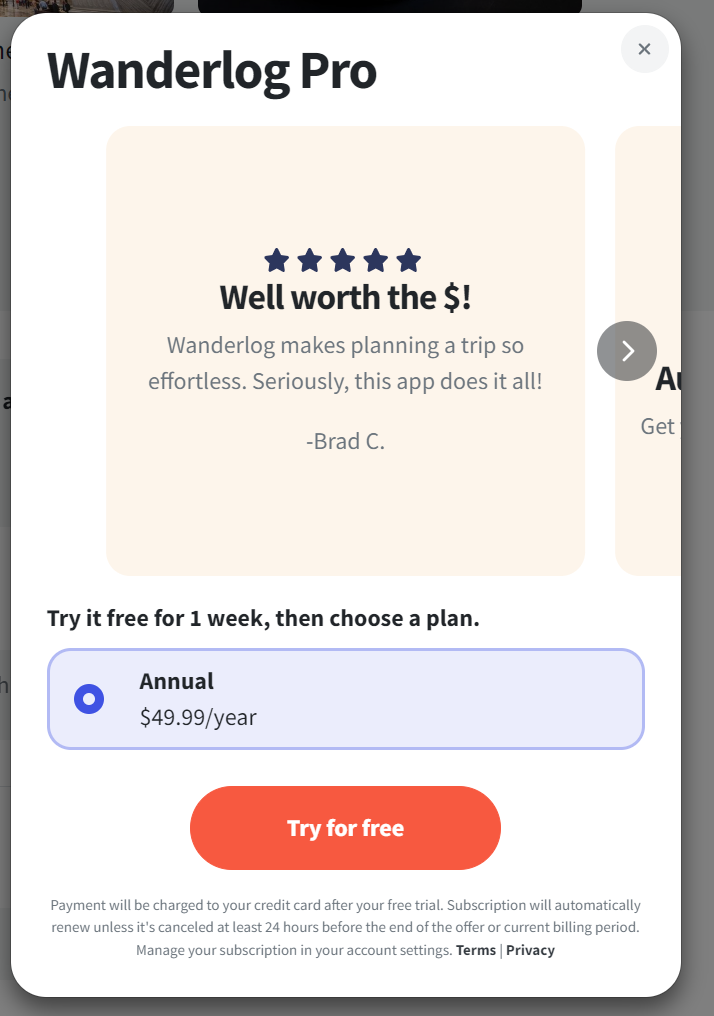 Wanderlog Pro
Well worth the $!
Wanderlog makes planning a trip so
effortless. Seriously, this app does it all!
-Brad C.
Get
Try it free for 1 week, then choose a plan.
Annual
$49.99/year
Try for free
Payment will be charged to your credit card after your free trial. Subscription will automatically
renew unless it's canceled at least 24 hours before the end of the offer or current billing period.
Manage your subscription in your account settings. Terms | Privacy